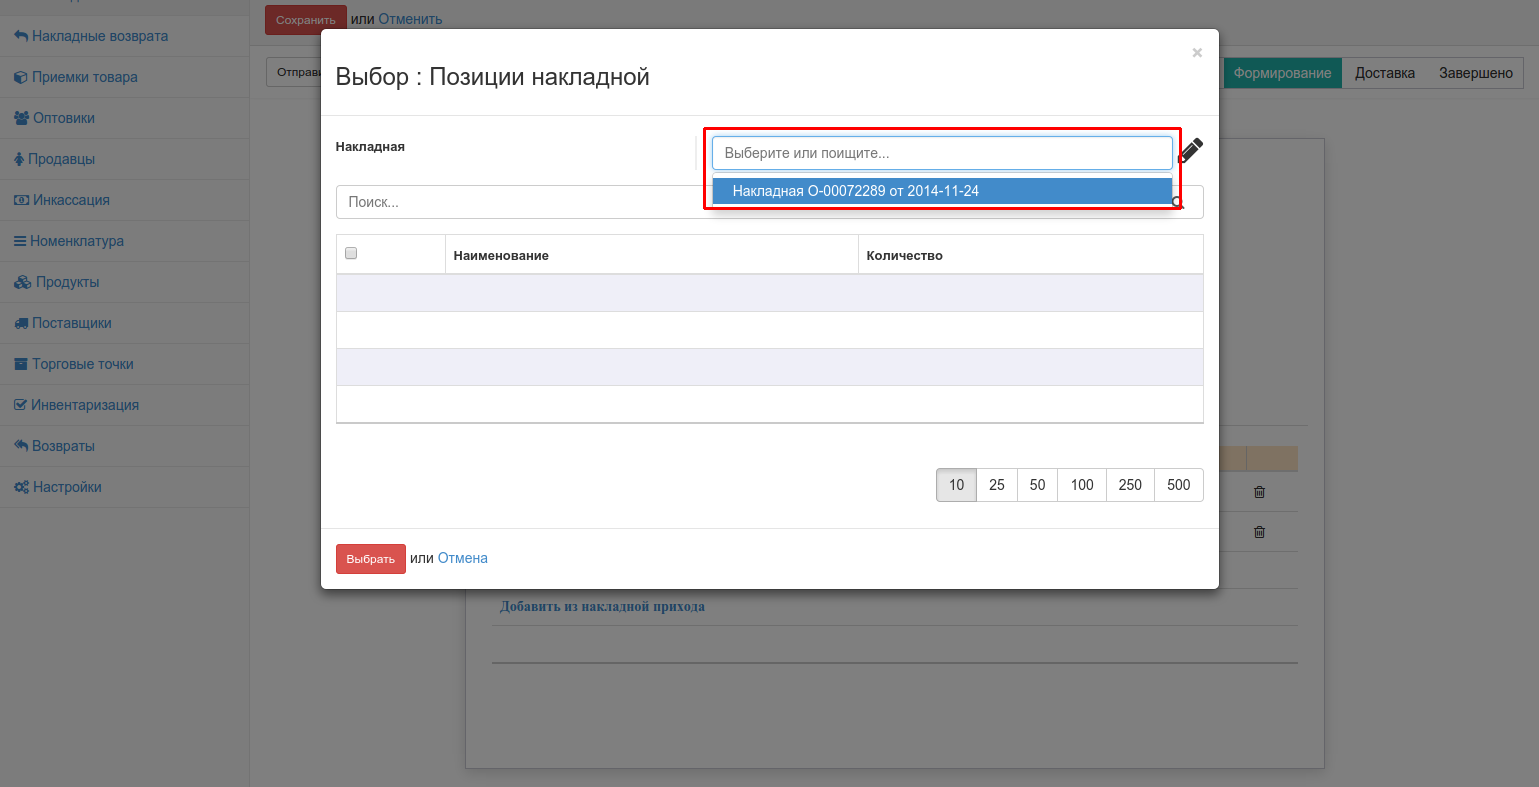 Сохранить или Отменить
Накладные возврата
Приемки товара
Оптовики
Продавцы
Инкассация
Номенклатура
Продукты
Поставщики
Торговые точки
Инвентаризация
Возвраты
Настройки
Формирование Доставка Завершено
×
Выбор : Позиции накладной
Накладная
Выберите или поищите...
Накладная О-00072289 от 2014-11-24
Поиск...
Наименование Количество
10 25 50 100 250 500
Выбрать или Отмена
Добавить из накладной прихода